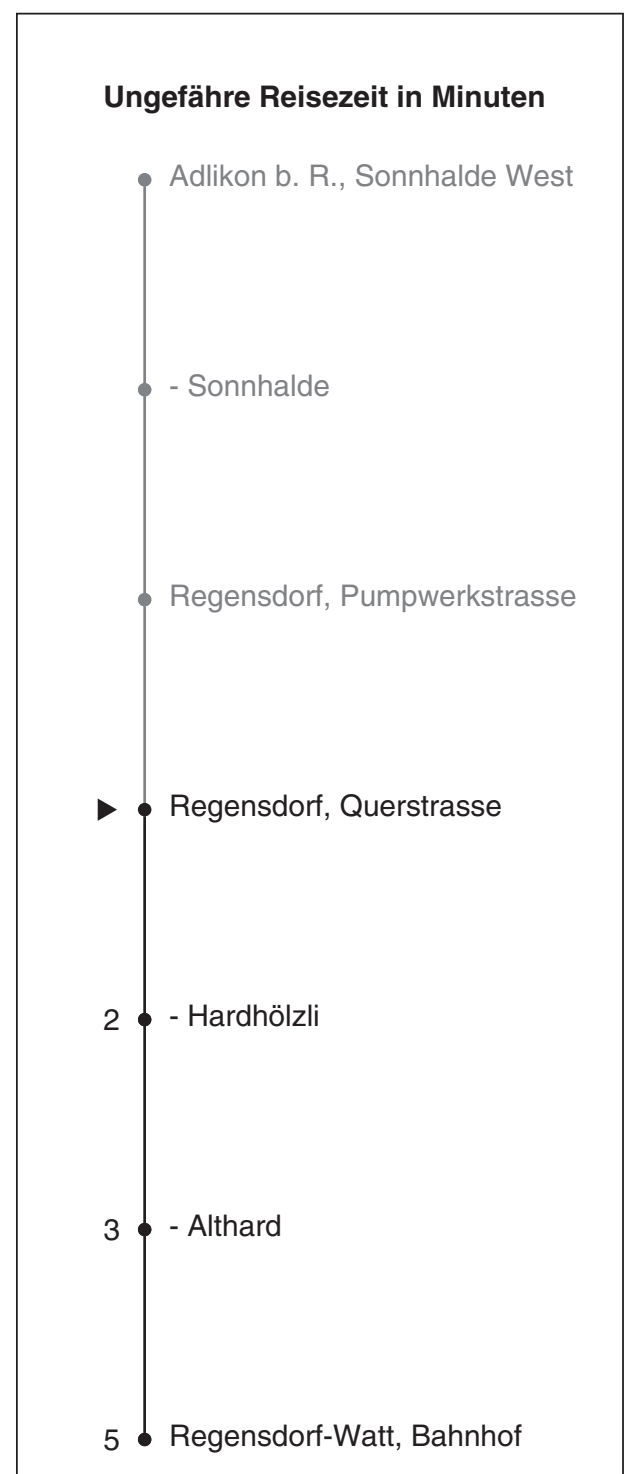 Ungefähre Reisezeit in Minuten
Adlikon b. R., Sonnhalde West
- Sonnhalde
Regensdorf, Pumpwerkstrasse
Regensdorf, Querstrasse
2 - Hardhölzli
3 - Althard
5 Regensdorf-Watt, Bahnhof